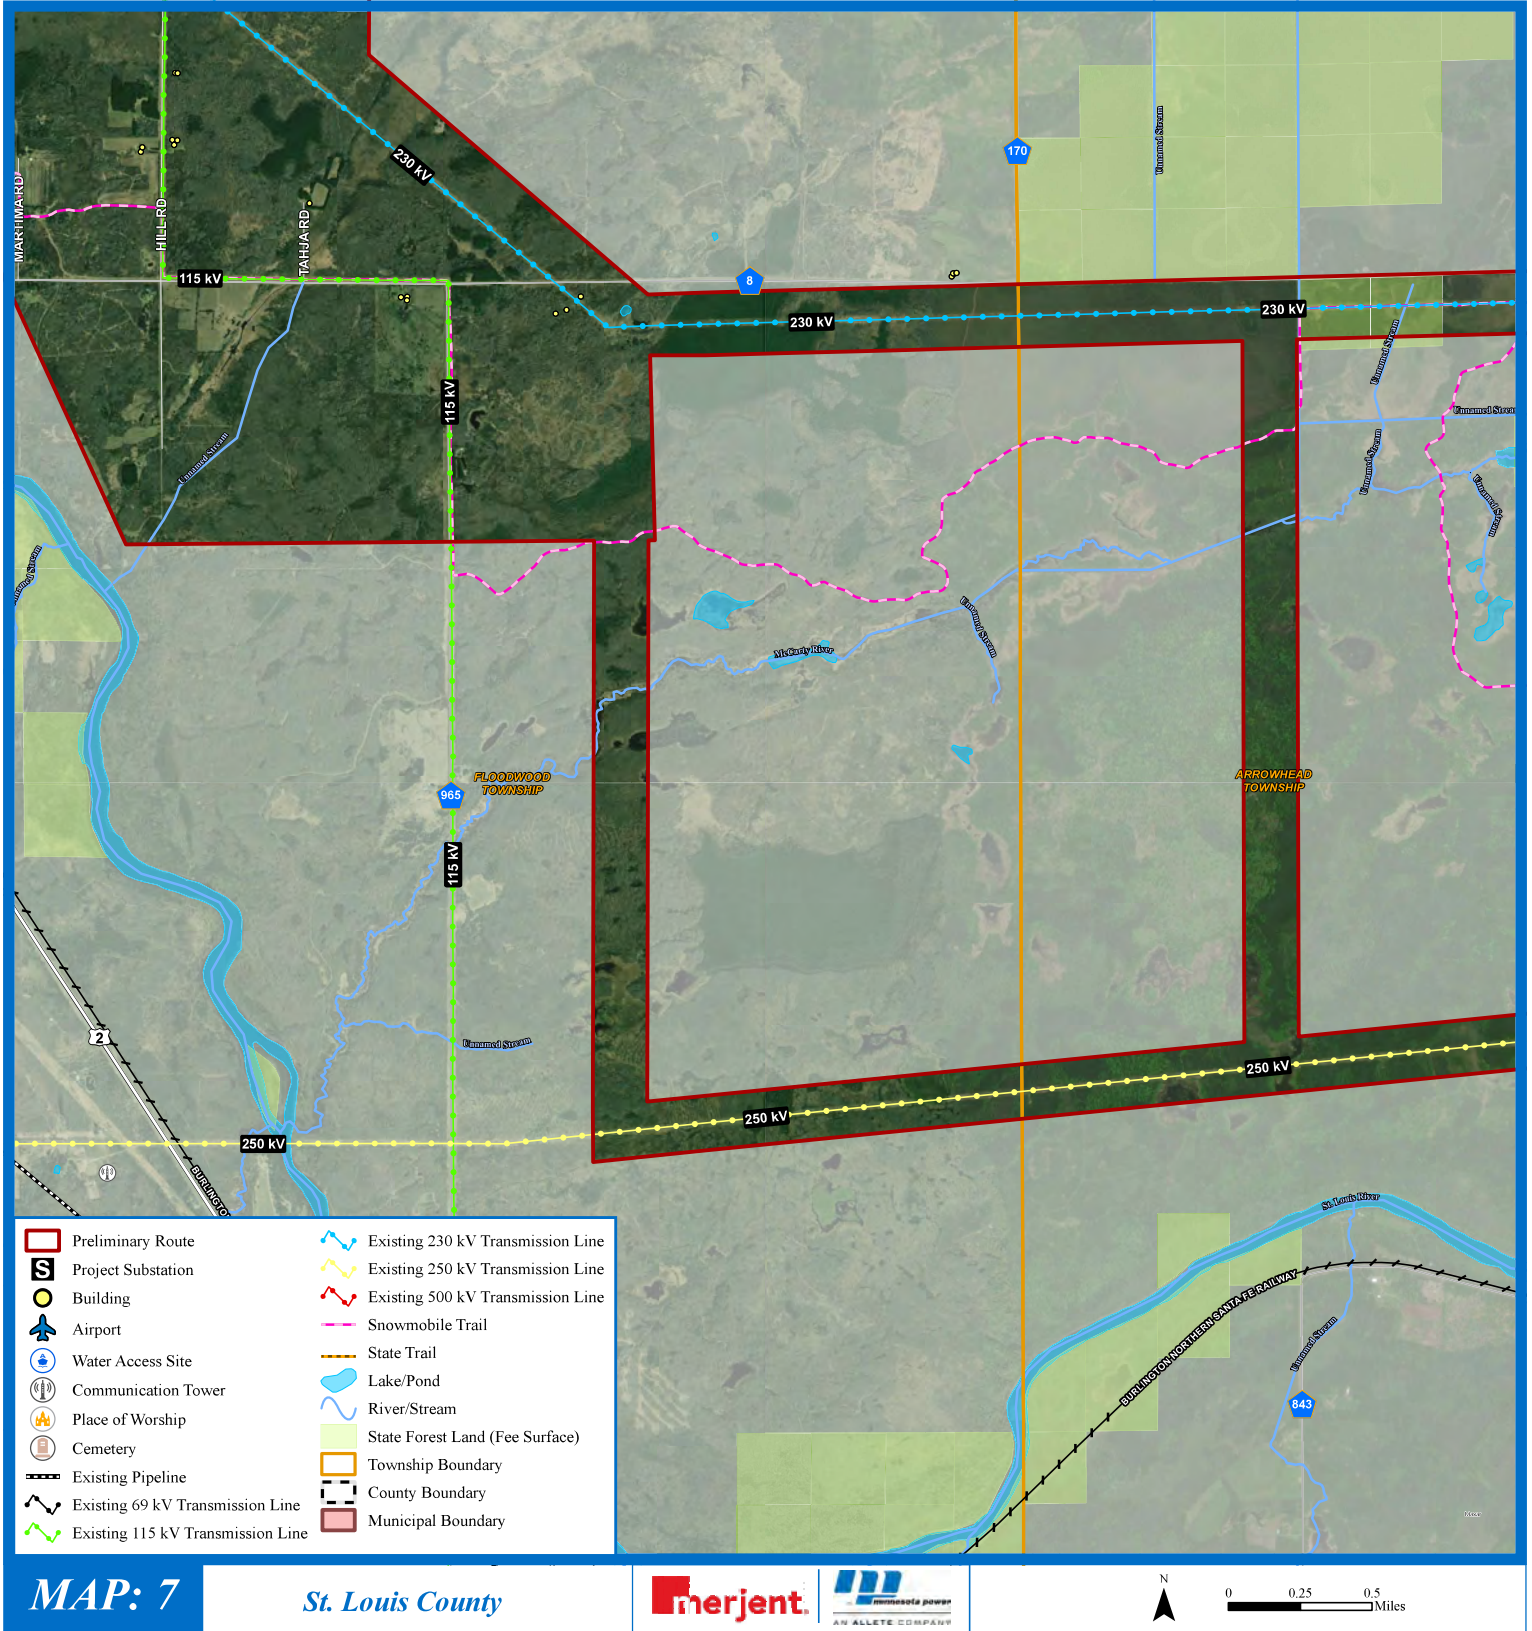 230 kV
170
Unnamed Stream
MARTIMA RD
HILL RD
TAHJA RD
115 kV
8
230 kV
230 kV
115 kV
Unnamed Stream
Unnamed Stream
Unnamed Stream
Unnamed Stream
Unnamed Stream
Unnamed Stream
McCarty River
FLOODWOOD
TOWNSHIP
ARROWHEAD
TOWNSHIP
965
115 kV
2
Unnamed Stream
250 kV
250 kV
250 kV
BURLINGTO
St. Louis River
BURLINGTON NORTHERN SANTA FE RAILWAY
Unnamed Stream
843
Preliminary Route
S Project Substation
Building
Airport
Water Access Site
Communication Tower
Place of Worship
Cemetery
Existing Pipeline
Existing 69 kV Transmission Line
Existing 115 kV Transmission Line
Existing 230 kV Transmission Line
Existing 250 kV Transmission Line
Existing 500 kV Transmission Line
Snowmobile Trail
State Trail
Lake/Pond
River/Stream
State Forest Land (Fee Surface)
Township Boundary
County Boundary
Municipal Boundary
MAP: 7
St. Louis County
merjent.
minnesota power
AN ALLETE COMPANY
N
0 0.25 0.5
Miles